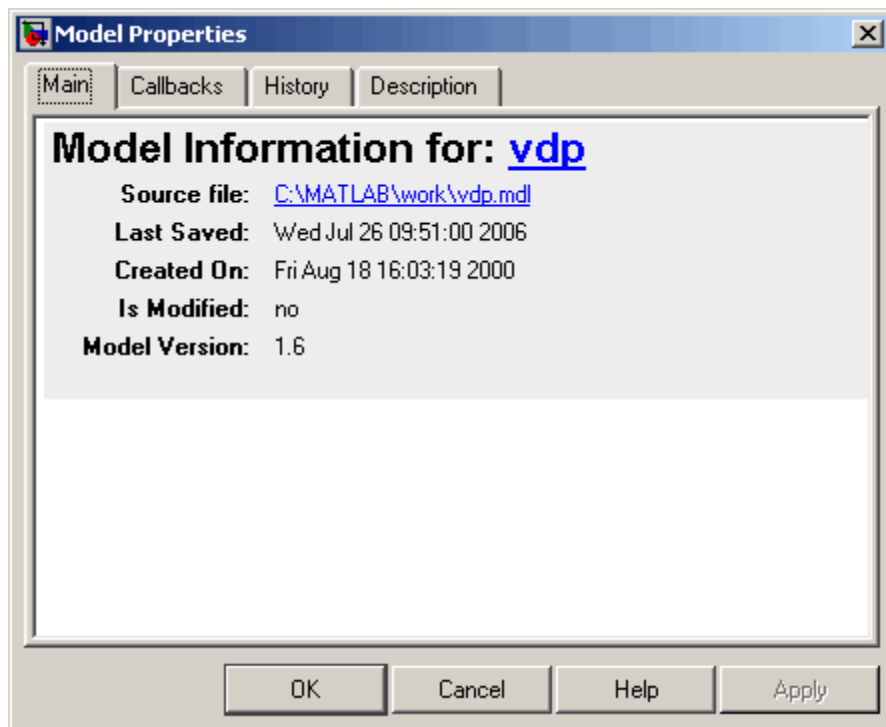 Model Properties
Main Callbacks History Description
Model Information for: vdp
Source file: C:\MATLAB\work\vdp.mdl
Last Saved: Wed Jul 26 09:51:00 2006
Created On: Fri Aug 18 16:03:19 2000
Is Modified: no
Model Version: 1.6
OK Cancel Help Apply